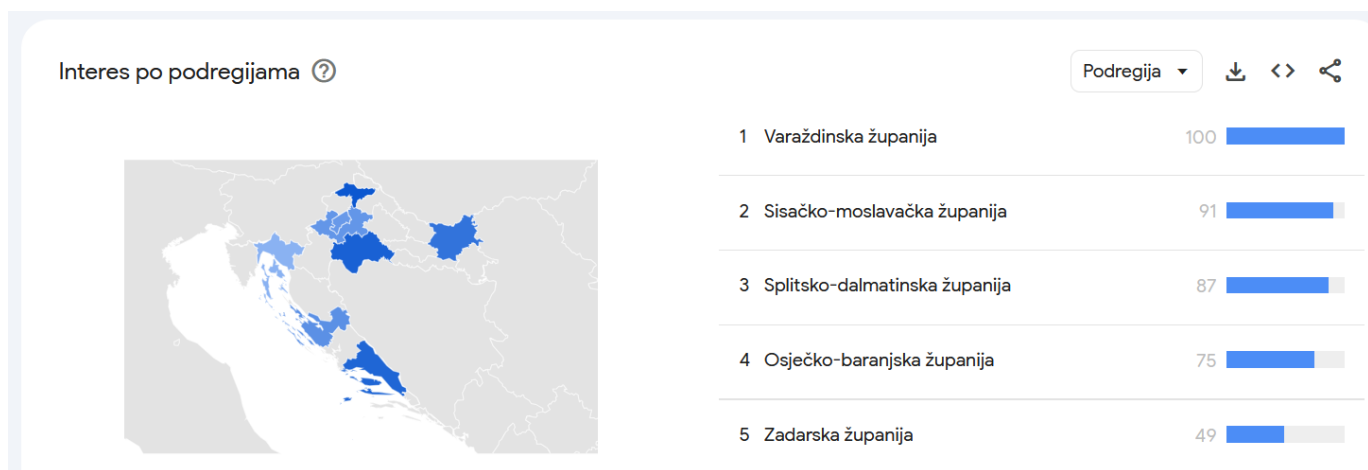 Interes po podregijama ?
Podregija
1 Varaždinska županija 100
2 Sisačko-moslavačka županija 91
3 Splitsko-dalmatinska županija 87
4 Osječko-baranjska županija 75
5 Zadarska županija 49